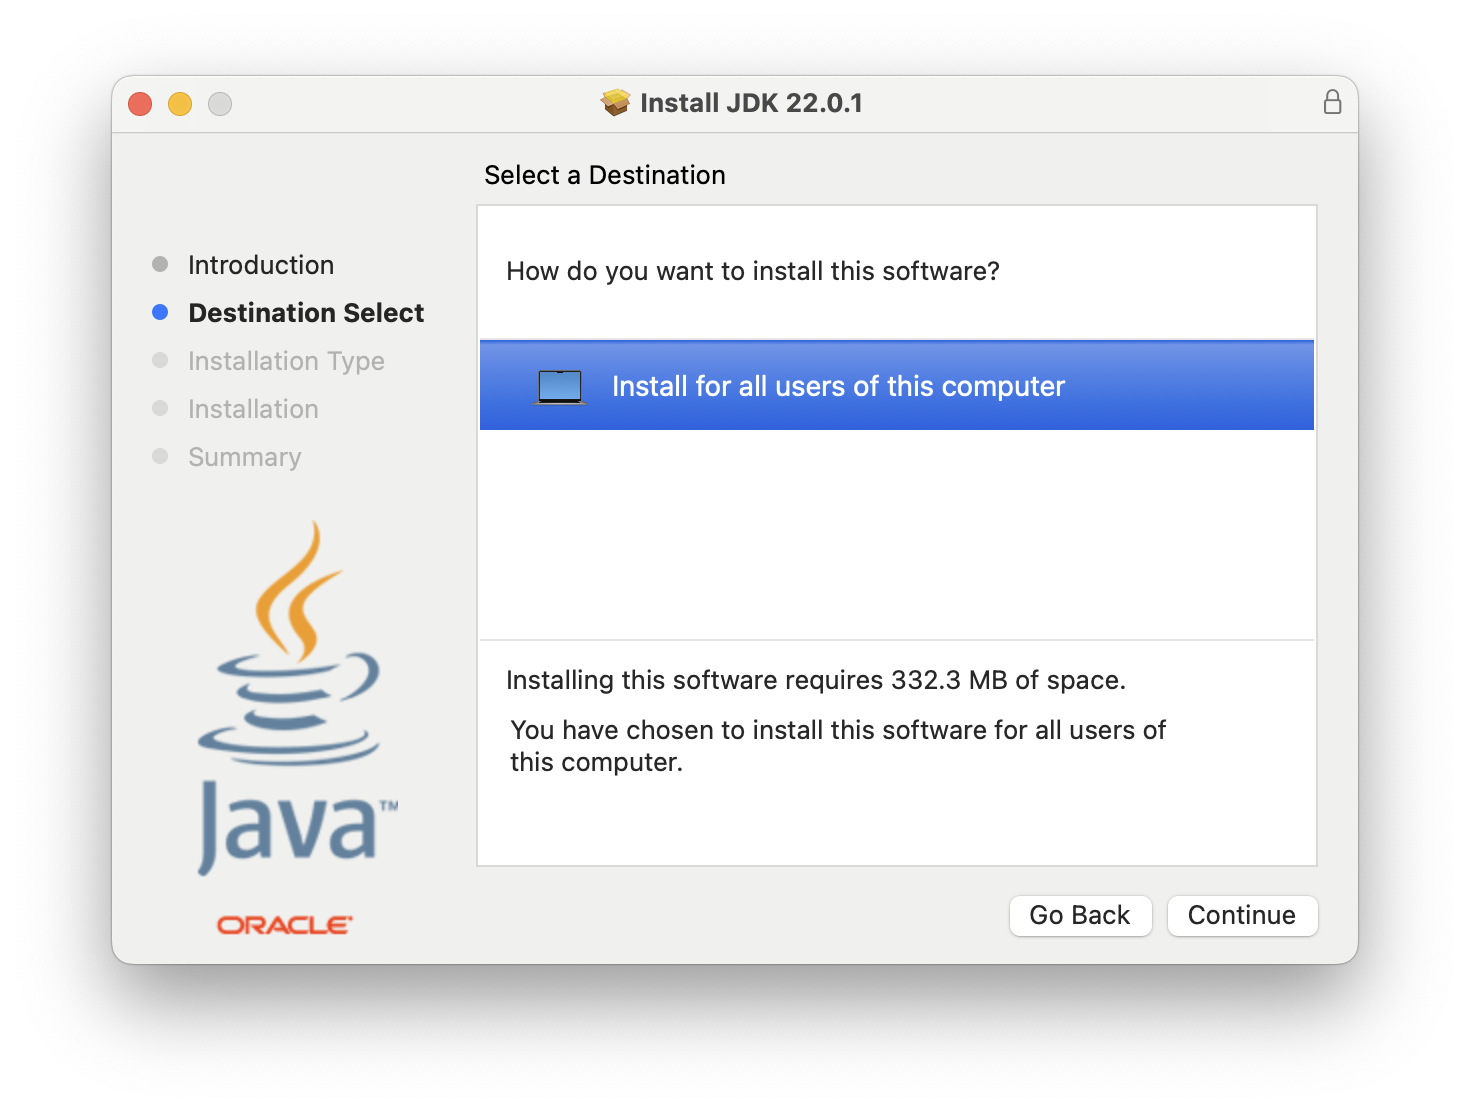 Install JDK 22.0.1
Select a Destination
Introduction
Destination Select
Installation Type
Installation
Summary
How do you want to install this software?
Install for all users of this computer
Installing this software requires 332.3 MB of space.
You have chosen to install this software for all users of
this computer.
Java™
ORACLE
Go Back
Continue